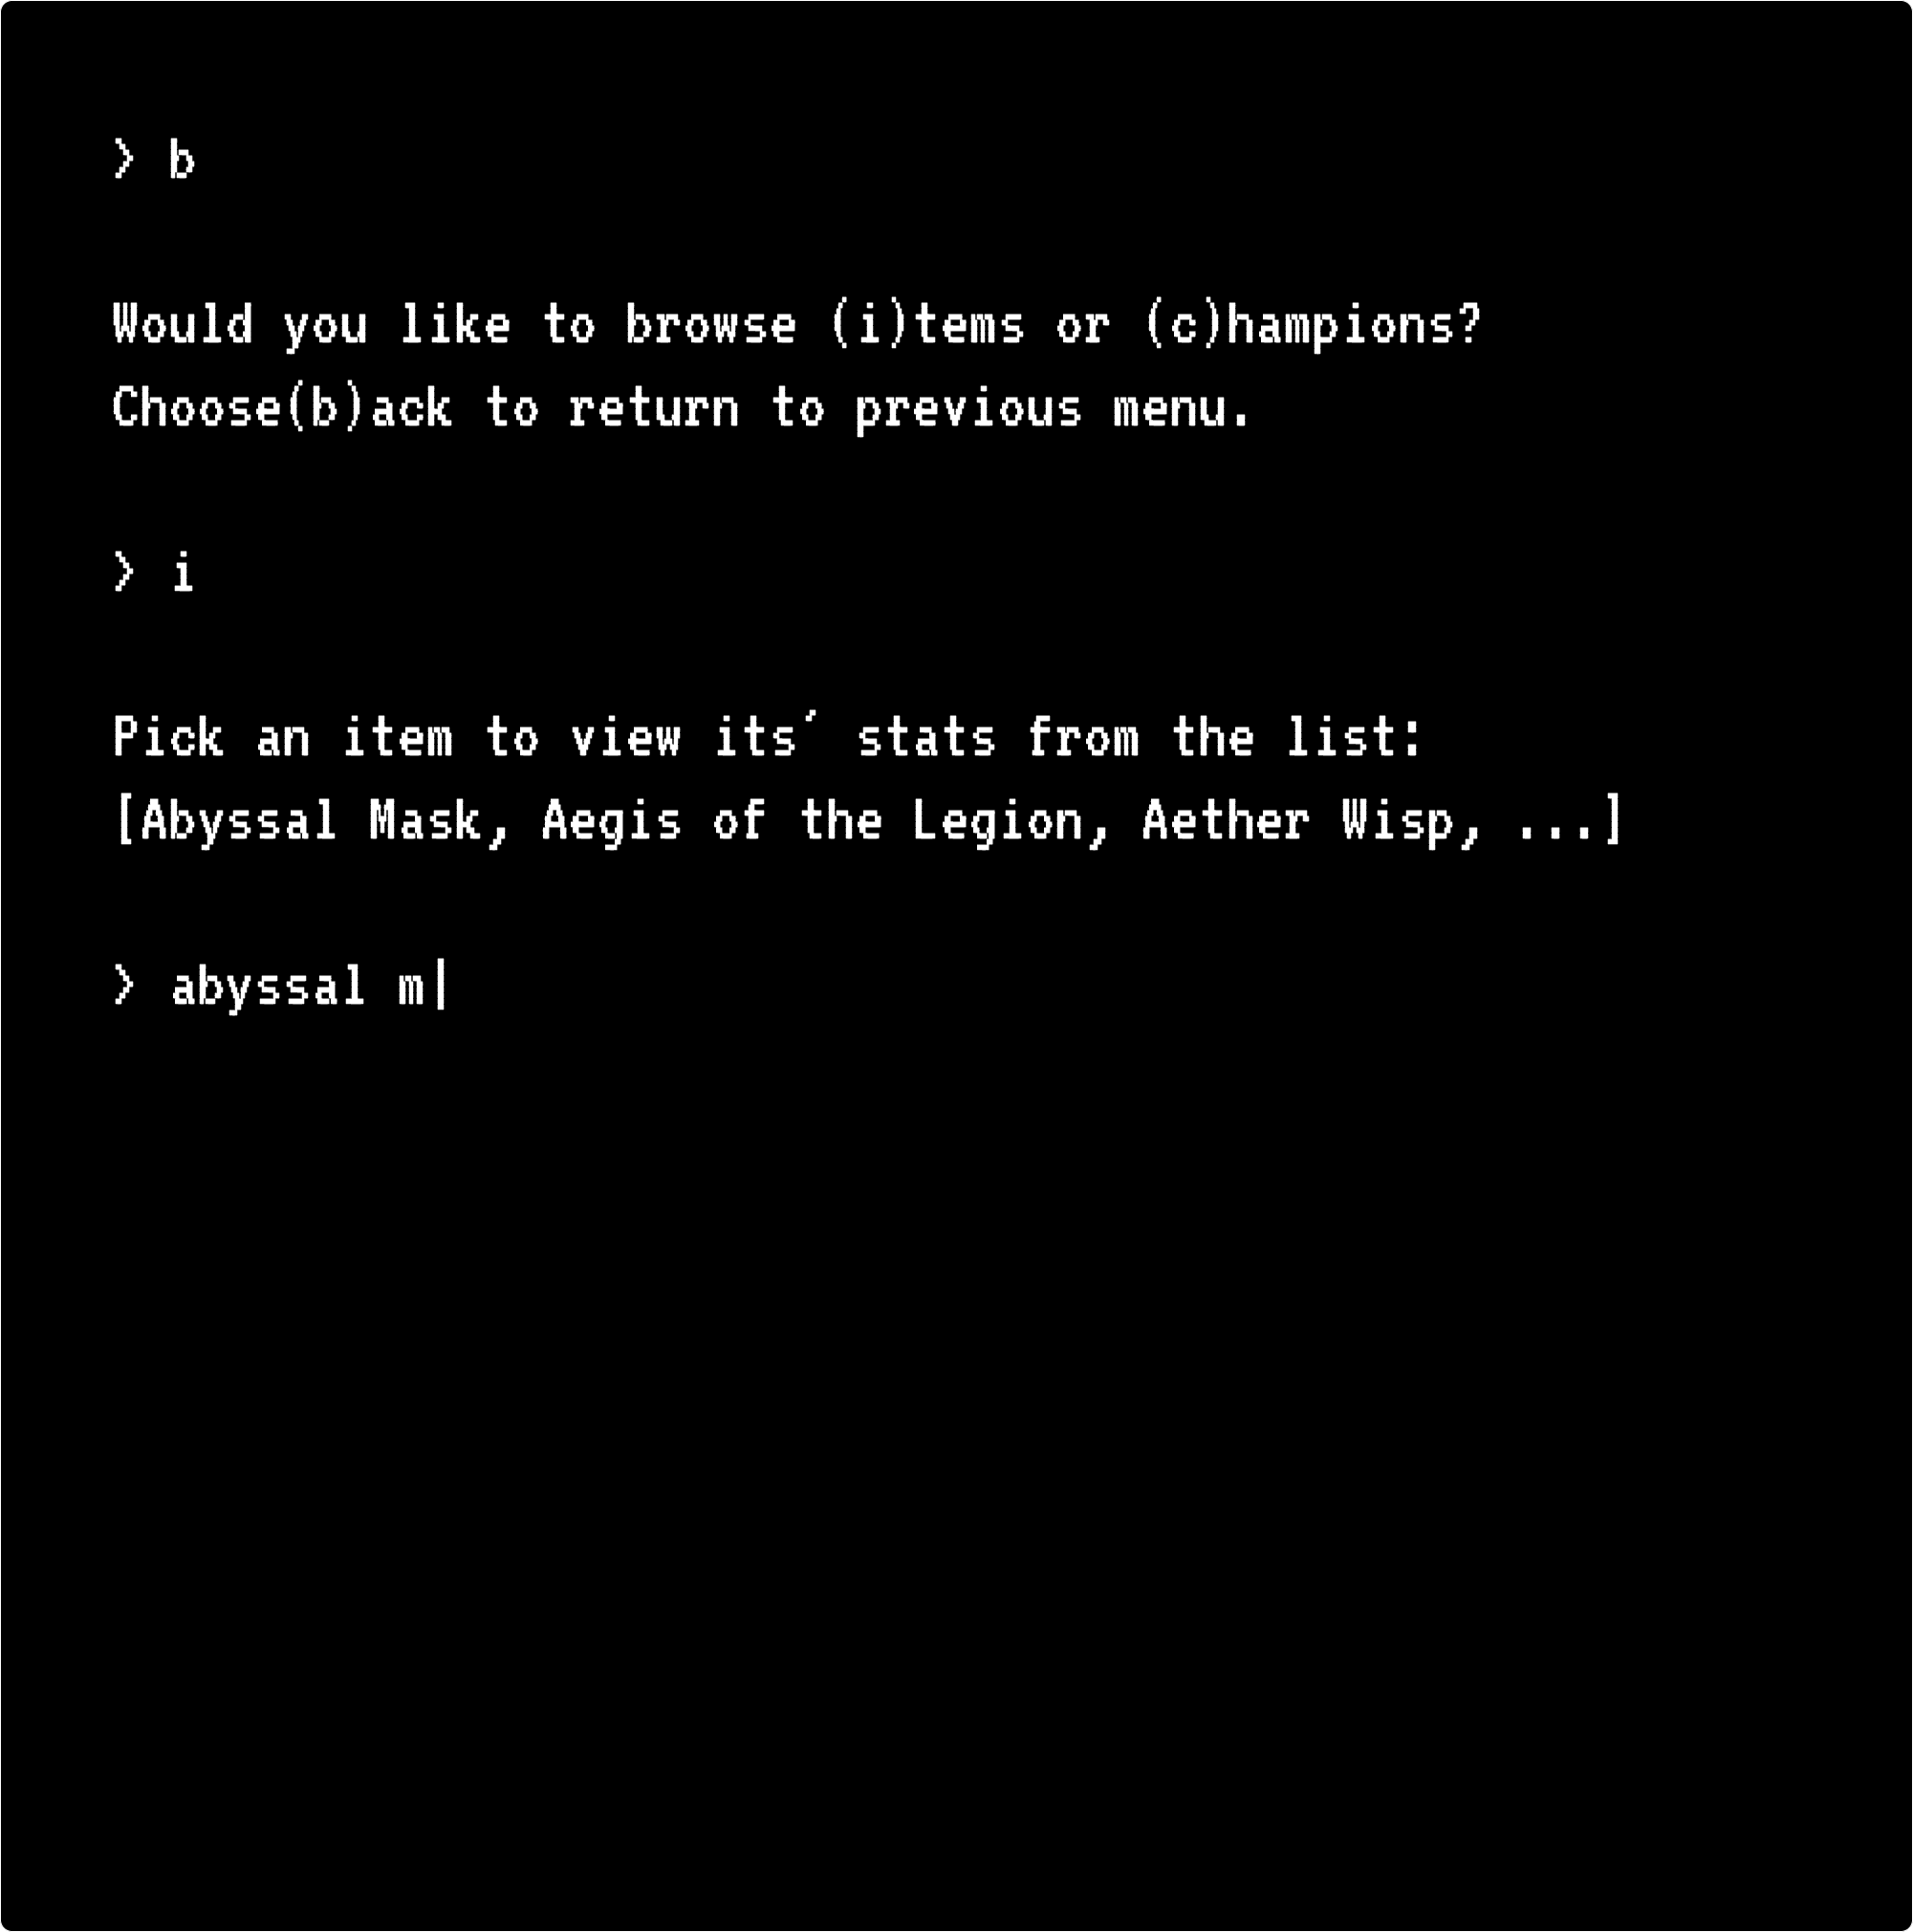 > b
Would you like to browse (i)tems or (c)hampions?
Choose(b)ack to return to previous menu.
> i
Pick an item to view its´ stats from the list:
[Abyssal Mask, Aegis of the Legion, Aether Wisp, ...]
> abyssal m|